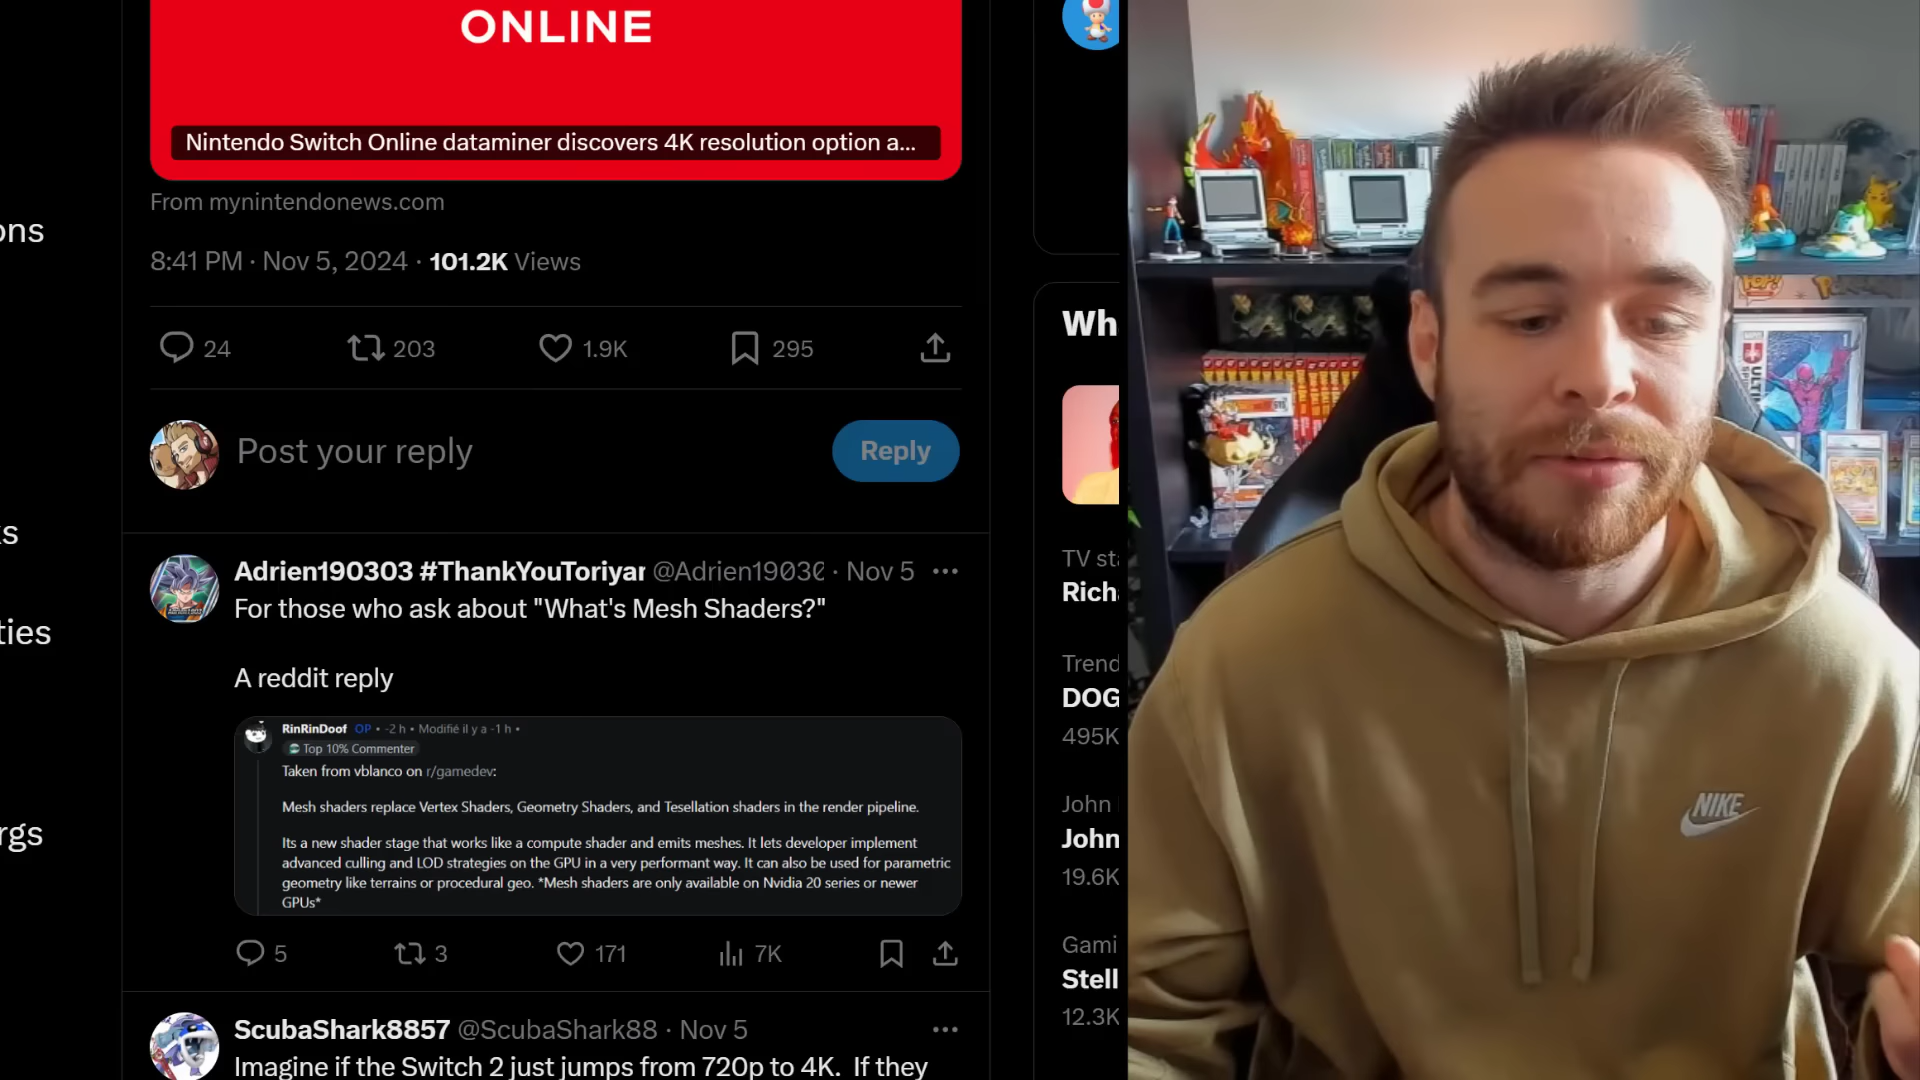 ONLINE
Nintendo Switch Online dataminer discovers 4K resolution option a...
From mynintendonews.com
8:41 PM · Nov 5, 2024 · 101.2K Views
24 203 1.9K 295
Post your reply
Reply
Adrien190303 #ThankYouToriyar @Adrien1903 · Nov 5
For those who ask about "What's Mesh Shaders?"
A reddit reply
RinRinDoof OP • -2 h • Modifié il y a -1 h •
Top 10% Commenter
Taken from vblanco on r/gamedev:
Mesh shaders replace Vertex Shaders, Geometry Shaders, and Tesellation shaders in the render pipeline.
Its a new shader stage that works like a compute shader and emits meshes. It lets developer implement
advanced culling and LOD strategies on the GPU in a very performant way. It can also be used for parametric
geometry like terrains or procedural geo. *Mesh shaders are only available on Nvidia 20 series or newer
GPUs*
5 3 171 7K
ScubaShark8857 @ScubaShark88 · Nov 5
Imagine if the Switch 2 just jumps from 720p to 4K. If they
ons
ks
ties
rgs
Wh
TV st
Rich
Trend
DOG
495K
John
John
19.6K
Gami
Stell
12.3K
NIKE